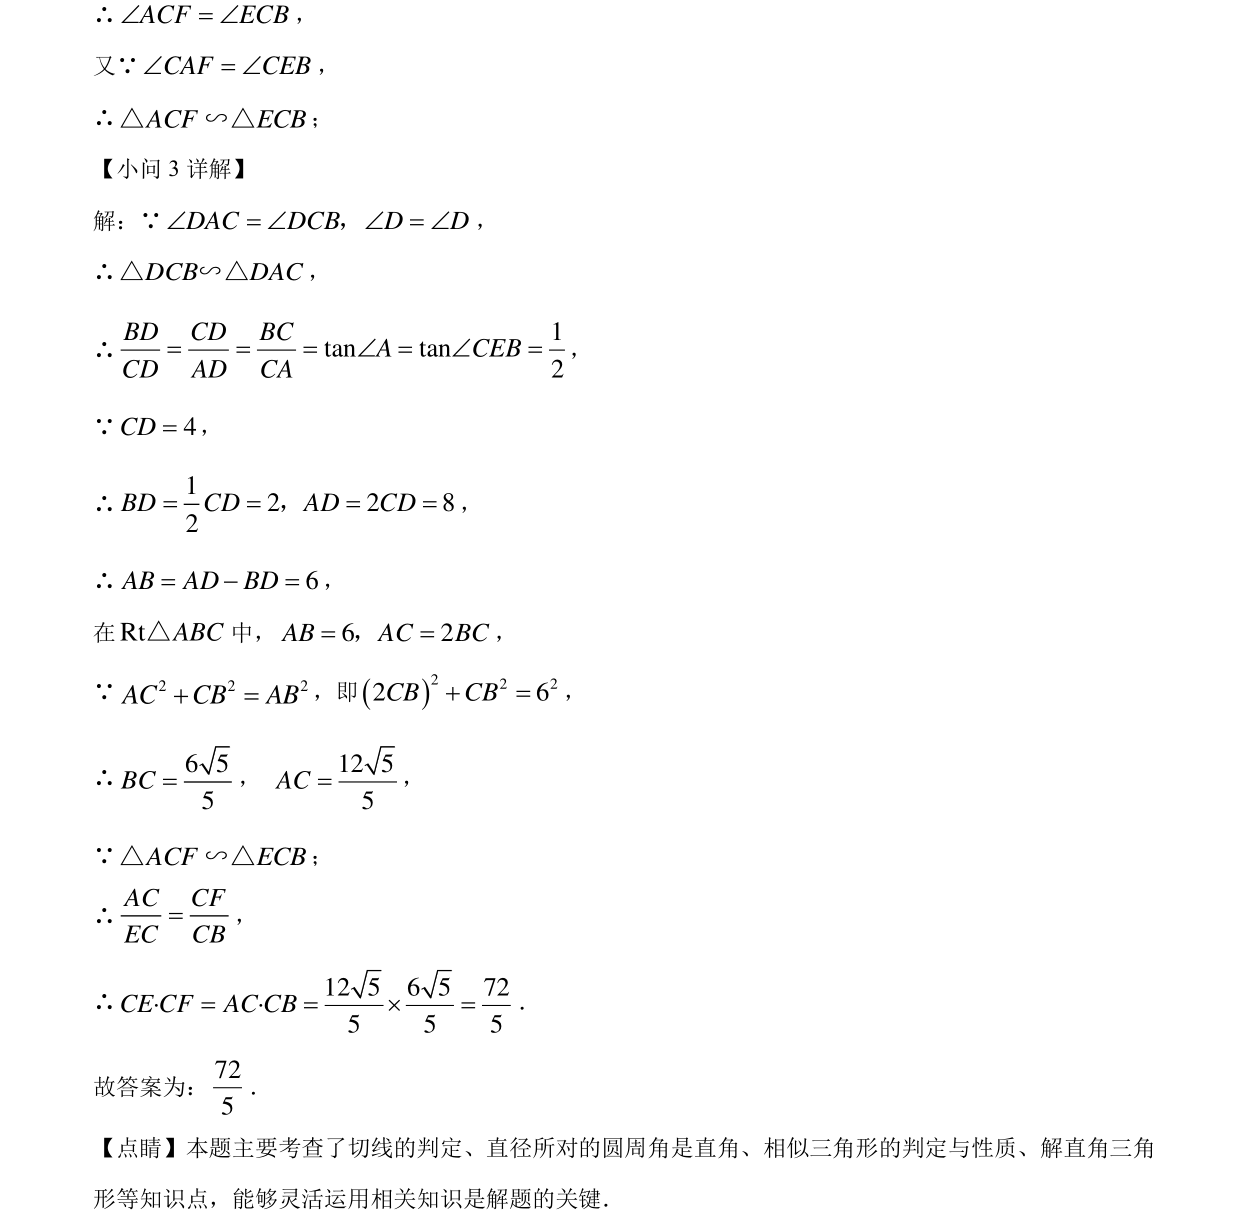 ∴∠ACF = ∠ECB，
又∵∠CAF = ∠CEB，
∴△ACF ∽△ECB；
【小问 3 详解】
解：∵∠DAC = ∠DCB，∠D = ∠D，
∴△DCB∽△DAC，
∴BD/CD = CD/AD = BC/CA = tan∠A = tan∠CEB = 1/2，
∵CD = 4，
∴BD = 1/2 CD = 2，AD = 2CD = 8，
∴AB = AD − BD = 6，
在Rt△ABC 中，AB = 6，AC = 2BC，
∵AC² + CB² = AB²，即(2CB)² + CB² = 6²，
∴BC = 6√5/5， AC = 12√5/5，
∵△ACF ∽△ECB；
∴AC/EC = CF/CB，
∴CE·CF = AC·CB = 12√5/5 × 6√5/5 = 72/5．
故答案为：72/5．
【点睛】本题主要考查了切线的判定、直径所对的圆周角是直角、相似三角形的判定与性质、解直角三角
形等知识点，能够灵活运用相关知识是解题的关键．